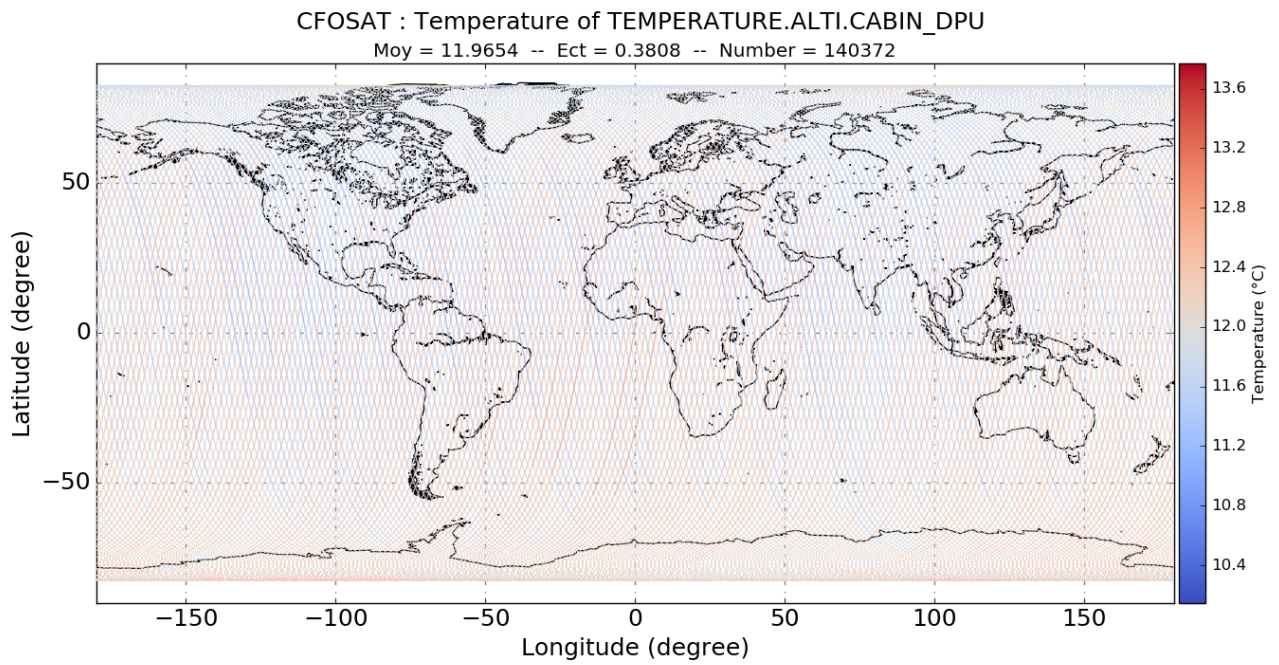 CFOSAT : Temperature of TEMPERATURE.ALTI.CABIN_DPU
Moy = 11.9654 -- Ect = 0.3808 -- Number = 140372
50
0
−50
Latitude (degree)
−150 −100 −50 0 50 100 150
Longitude (degree)
13.6
13.2
12.8
12.4
12.0
11.6
11.2
10.8
10.4
Temperature (°C)